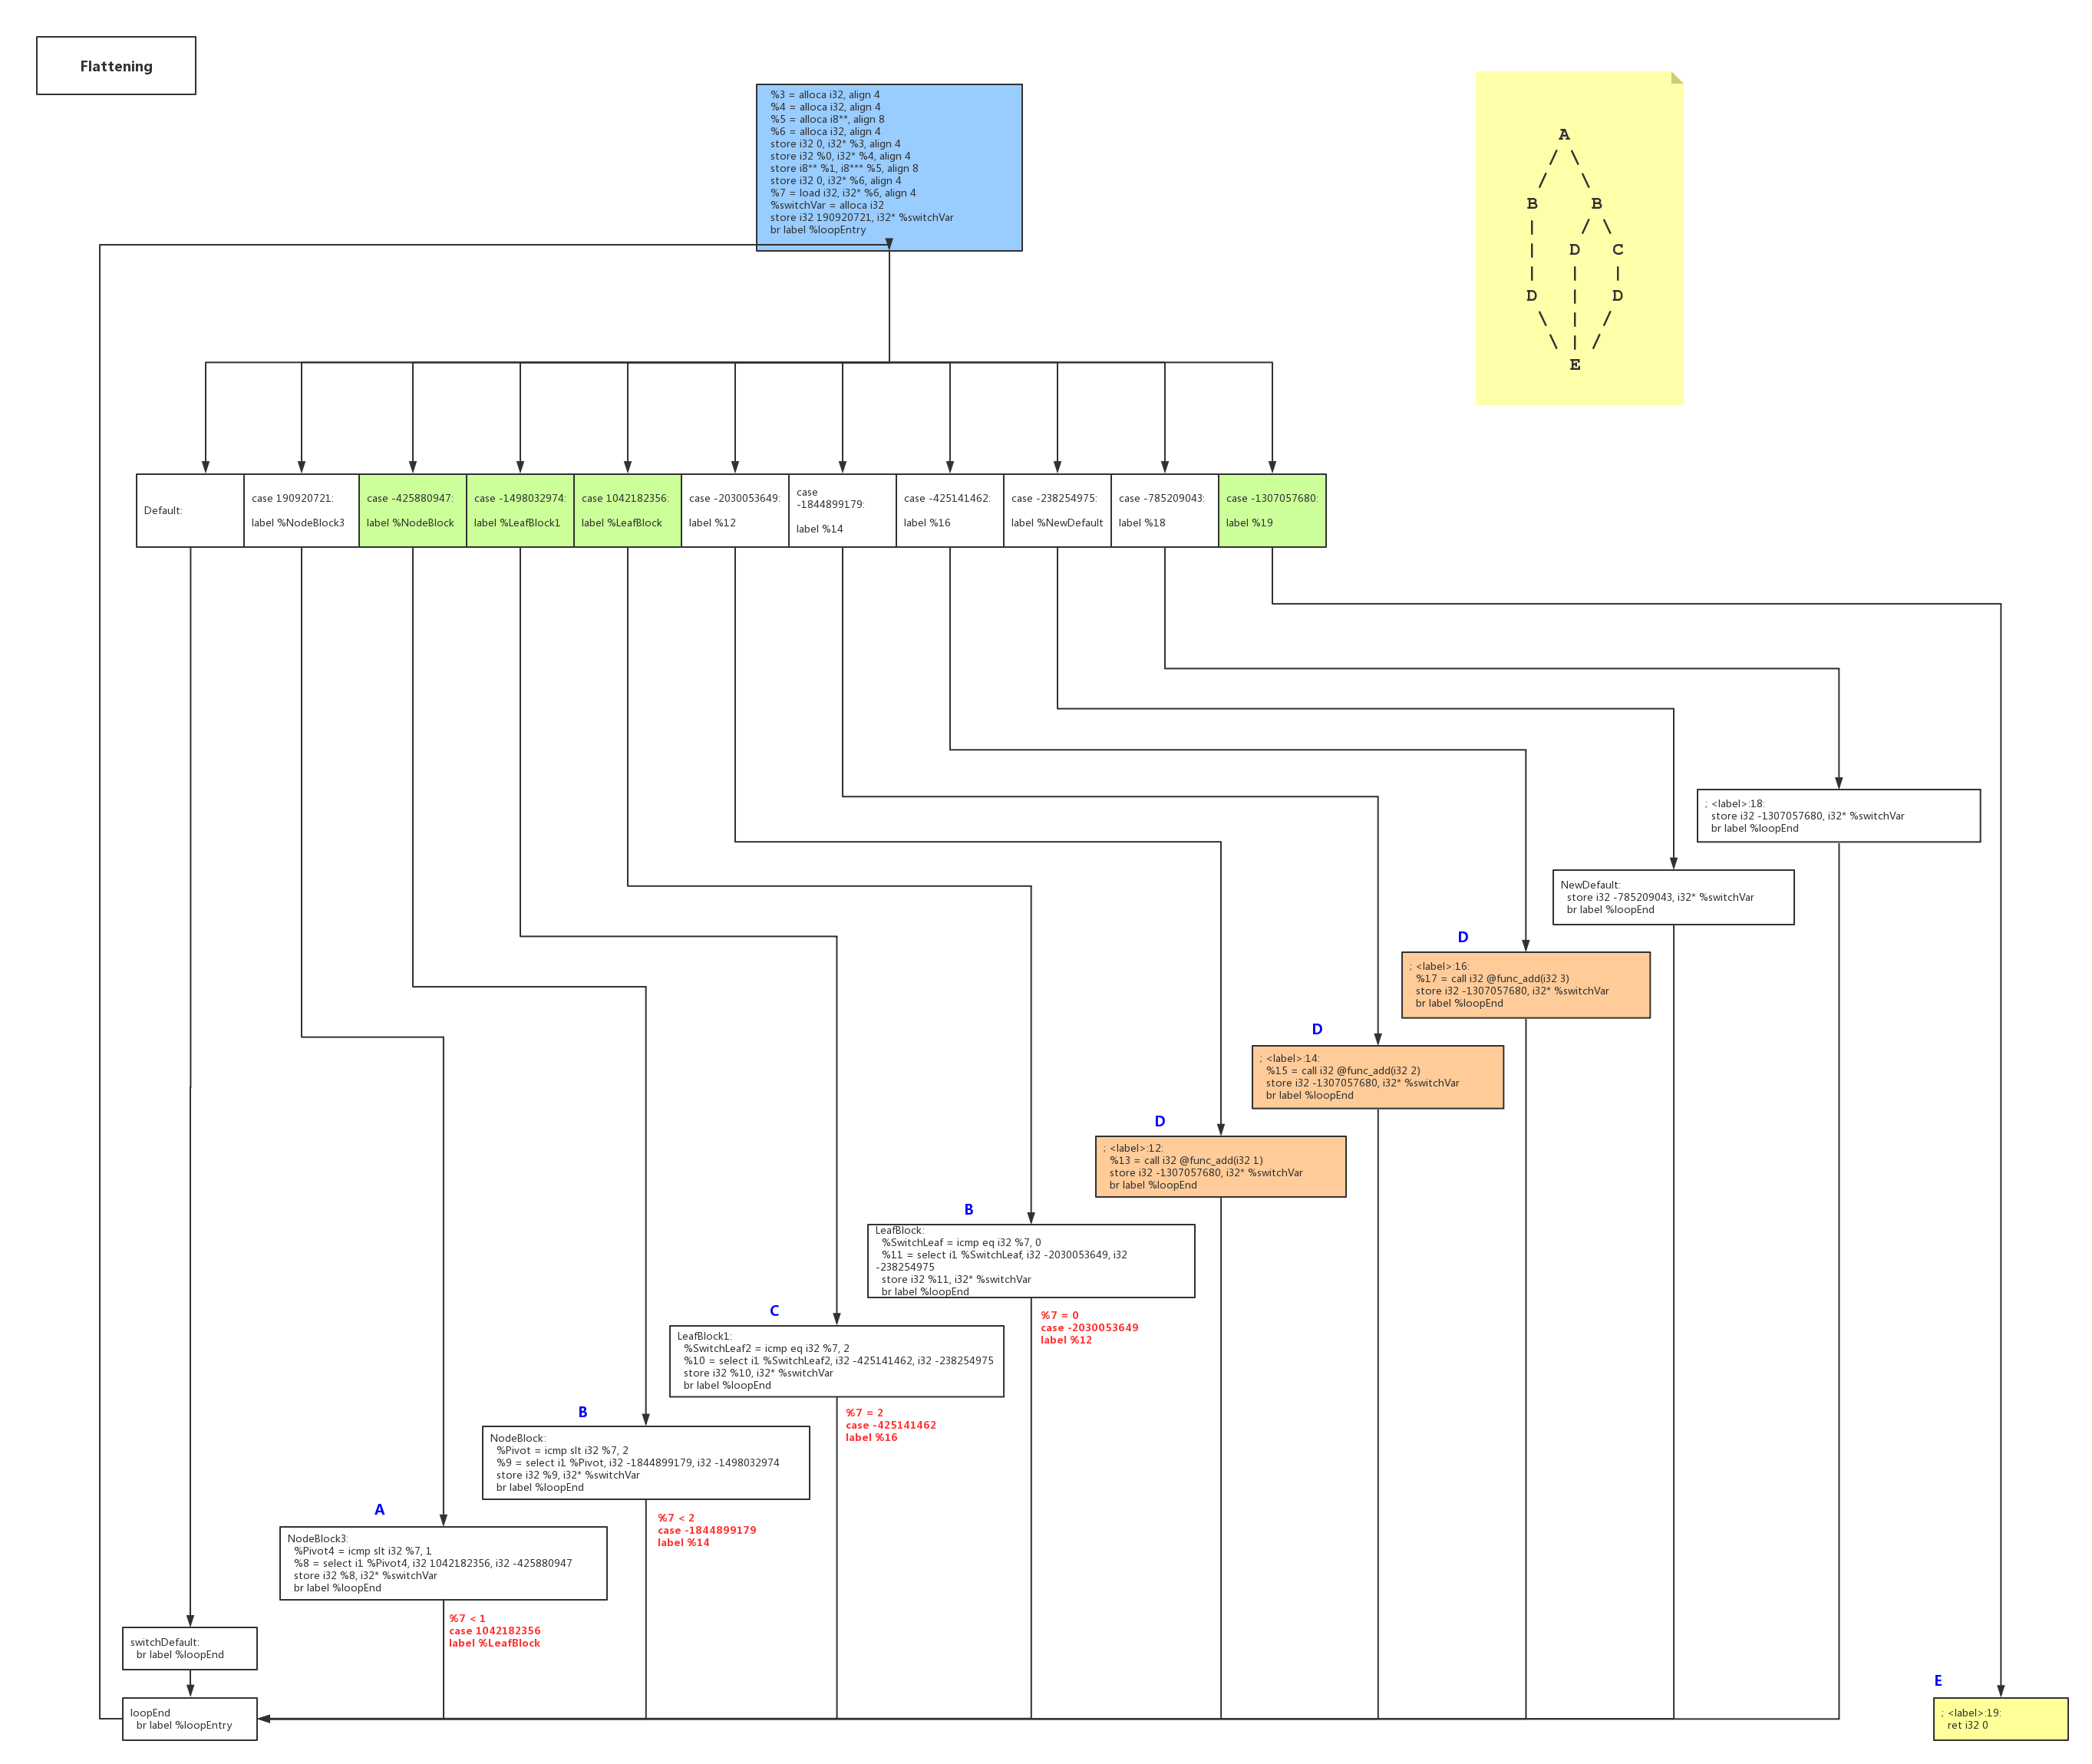 Flattening
%3 = alloca i32, align 4
%4 = alloca i32, align 4
%5 = alloca i8**, align 8
%6 = alloca i32, align 4
store i32 0, i32* %3, align 4
store i32 %0, i32* %4, align 4
store i8** %1, i8*** %5, align 8
store i32 0, i32* %6, align 4
%7 = load i32, i32* %6, align 4
%switchVar = alloca i32
store i32 190920721, i32* %switchVar
br label %loopEntry
A
/ \
/ \
B B
| / \
| D C
| | |
D | D
\ | /
\ | /
E
Default:
case 190920721:
label %NodeBlock3
case -425880947:
label %NodeBlock
case -1498032974:
label %LeafBlock1
case 1042182356:
label %LeafBlock
case -2030053649:
label %12
case
-1844899179:
label %14
case -425141462:
label %16
case -238254975:
label %NewDefault
case -785209043:
label %18
case -1307057680:
label %19
; <label>:18:
store i32 -1307057680, i32* %switchVar
br label %loopEnd
NewDefault:
store i32 -785209043, i32* %switchVar
br label %loopEnd
D
; <label>:16:
%17 = call i32 @func_add(i32 3)
store i32 -1307057680, i32* %switchVar
br label %loopEnd
D
; <label>:14:
%15 = call i32 @func_add(i32 2)
store i32 -1307057680, i32* %switchVar
br label %loopEnd
D
; <label>:12:
%13 = call i32 @func_add(i32 1)
store i32 -1307057680, i32* %switchVar
br label %loopEnd
B
LeafBlock:
%SwitchLeaf = icmp eq i32 %7, 0
%11 = select i1 %SwitchLeaf, i32 -2030053649, i32
-238254975
store i32 %11, i32* %switchVar
br label %loopEnd
%7 = 0
case -2030053649
label %12
C
LeafBlock1:
%SwitchLeaf2 = icmp eq i32 %7, 2
%10 = select i1 %SwitchLeaf2, i32 -425141462, i32 -238254975
store i32 %10, i32* %switchVar
br label %loopEnd
%7 = 2
case -425141462
label %16
B
NodeBlock:
%Pivot = icmp slt i32 %7, 2
%9 = select i1 %Pivot, i32 -1844899179, i32 -1498032974
store i32 %9, i32* %switchVar
br label %loopEnd
%7 < 2
case -1844899179
label %14
A
NodeBlock3:
%Pivot4 = icmp slt i32 %7, 1
%8 = select i1 %Pivot4, i32 1042182356, i32 -425880947
store i32 %8, i32* %switchVar
br label %loopEnd
%7 < 1
case 1042182356
label %LeafBlock
switchDefault:
br label %loopEnd
loopEnd
br label %loopEntry
E
; <label>:19:
ret i32 0